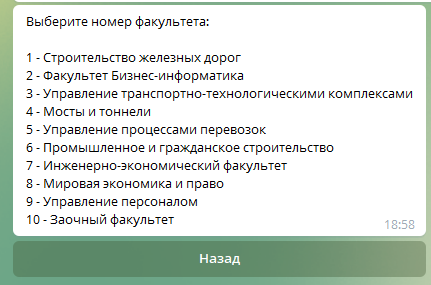 Выберите номер факультета:
1 - Строительство железных дорог
2 - Факультет Бизнес-информатика
3 - Управление транспортно-технологическими комплексами
4 - Мосты и тоннели
5 - Управление процессами перевозок
6 - Промышленное и гражданское строительство
7 - Инженерно-экономический факультет
8 - Мировая экономика и право
9 - Управление персоналом
10 - Заочный факультет
18:58
Назад